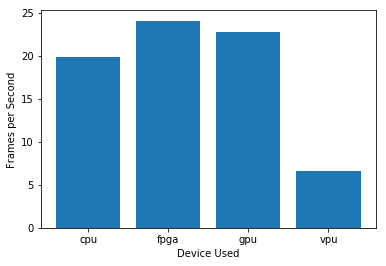 Frames per Second
25
20
15
10
5
0
cpu fpga gpu vpu
Device Used